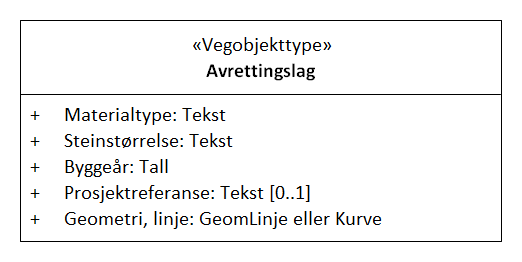 «Vegobjekttype»
Avrettingslag
+ Materialtype: Tekst
+ Steinstørrelse: Tekst
+ Byggeår: Tall
+ Prosjektreferanse: Tekst [0..1]
+ Geometri, linje: GeomLinje eller Kurve